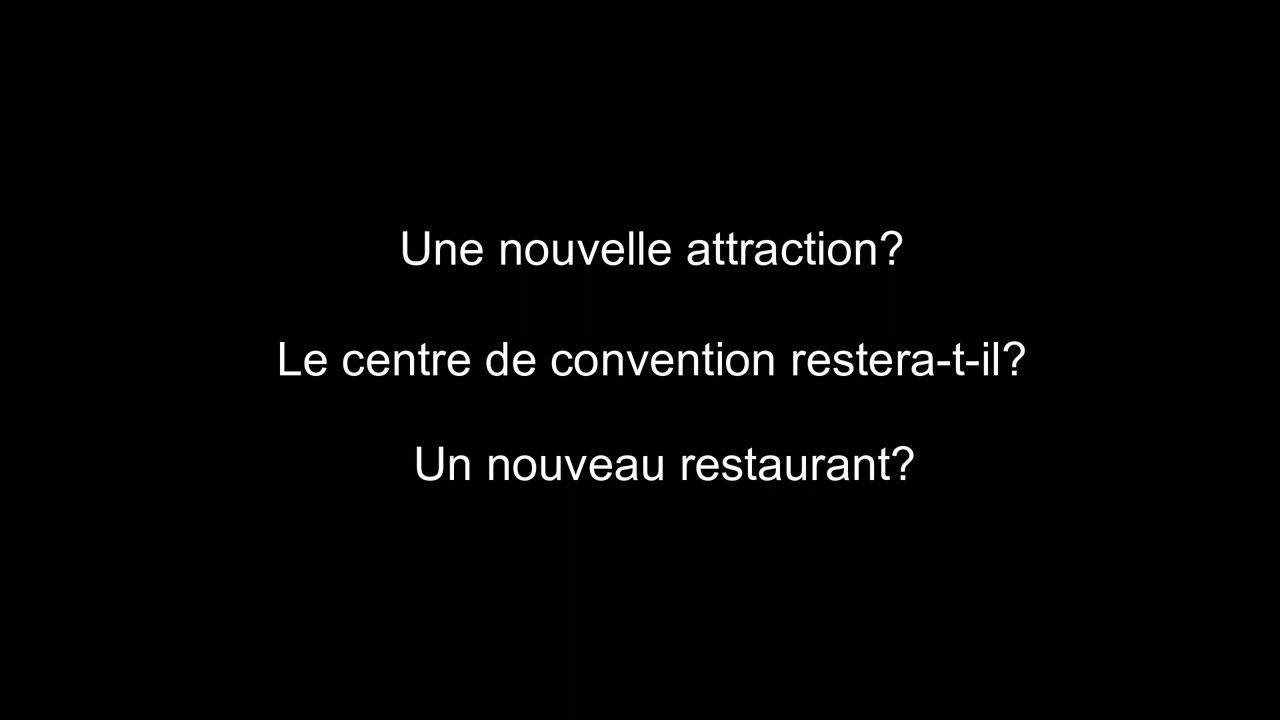 Une nouvelle attraction?
Le centre de convention restera-t-il?
Un nouveau restaurant?